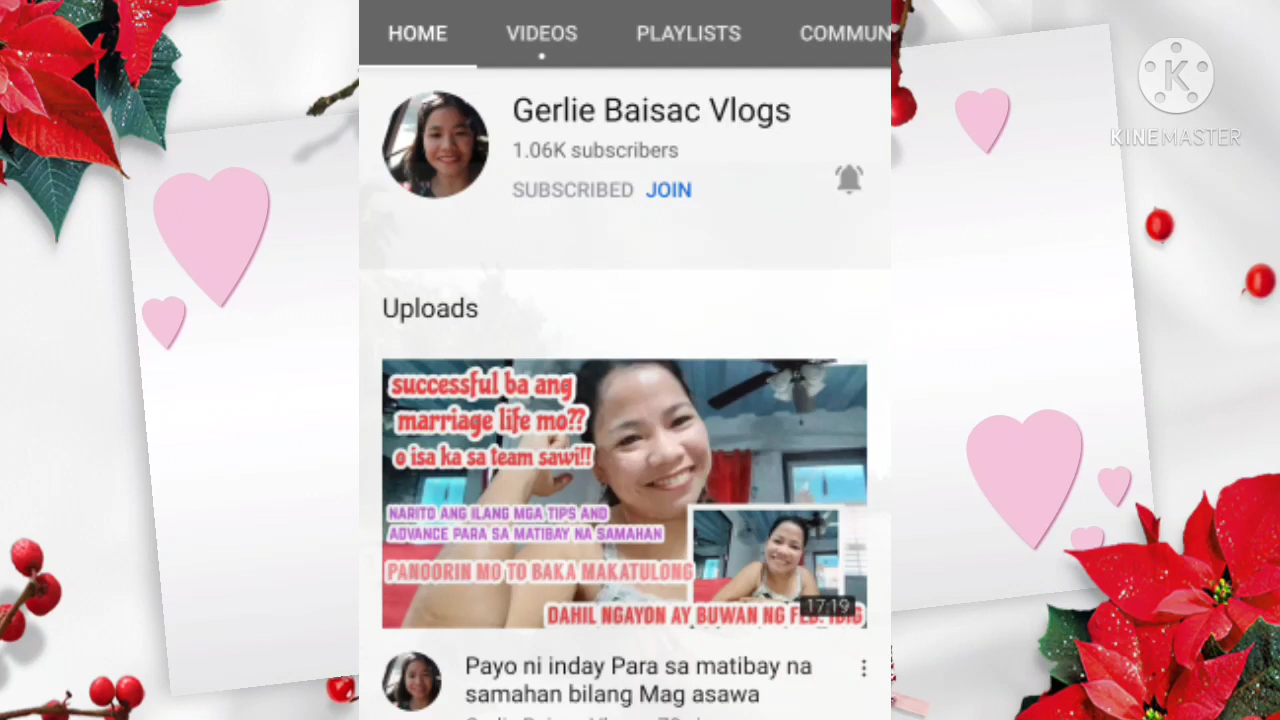 HOME VIDEOS PLAYLISTS COMMUN
K
KINEMASTER
Gerlie Baisac Vlogs
1.06K subscribers
SUBSCRIBED JOIN
Uploads
successful ba ang
marriage life mo??
o isa ka sa team sawi!!
NARITO ANG ILANG MGA TIPS AND
ADVANCE PARA SA MATIBAY NA SAMAHAN
PANOORIN MO TO BAKA MAKATULONG
DAHIL NGAYON AY BUWAN NG FEB. IBIG
17:19
Payo ni inday Para sa matibay na
samahan bilang Mag asawa